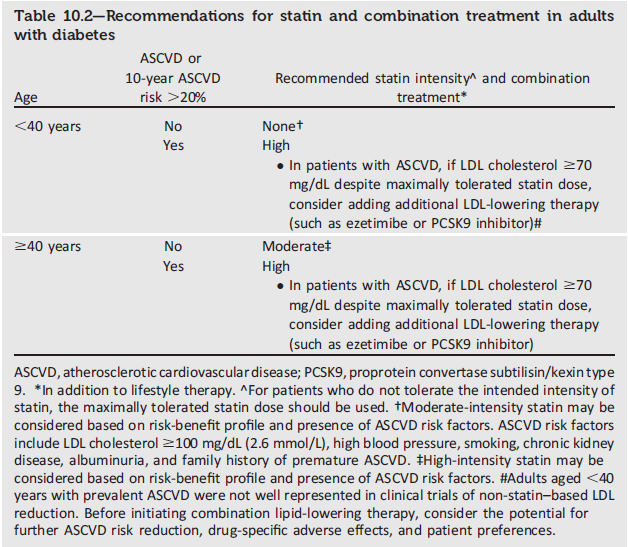 Table 10.2—Recommendations for statin and combination treatment in adults
with diabetes
ASCVD or
10-year ASCVD
risk >20%
Recommended statin intensity^ and combination
treatment*
Age
<40 years No None†
Yes High
• In patients with ASCVD, if LDL cholesterol ≥70
mg/dL despite maximally tolerated statin dose,
consider adding additional LDL-lowering therapy
(such as ezetimibe or PCSK9 inhibitor)#
≥40 years No Moderate‡
Yes High
• In patients with ASCVD, if LDL cholesterol ≥70
mg/dL despite maximally tolerated statin dose,
consider adding additional LDL-lowering therapy
(such as ezetimibe or PCSK9 inhibitor)
ASCVD, atherosclerotic cardiovascular disease; PCSK9, proprotein convertase subtilisin/kexin type
9. *In addition to lifestyle therapy. ^For patients who do not tolerate the intended intensity of
statin, the maximally tolerated statin dose should be used. †Moderate-intensity statin may be
considered based on risk-benefit profile and presence of ASCVD risk factors. ASCVD risk factors
include LDL cholesterol ≥100 mg/dL (2.6 mmol/L), high blood pressure, smoking, chronic kidney
disease, albuminuria, and family history of premature ASCVD. ‡High-intensity statin may be
considered based on risk-benefit profile and presence of ASCVD risk factors. #Adults aged <40
years with prevalent ASCVD were not well represented in clinical trials of non-statin–based LDL
reduction. Before initiating combination lipid-lowering therapy, consider the potential for
further ASCVD risk reduction, drug-specific adverse effects, and patient preferences.